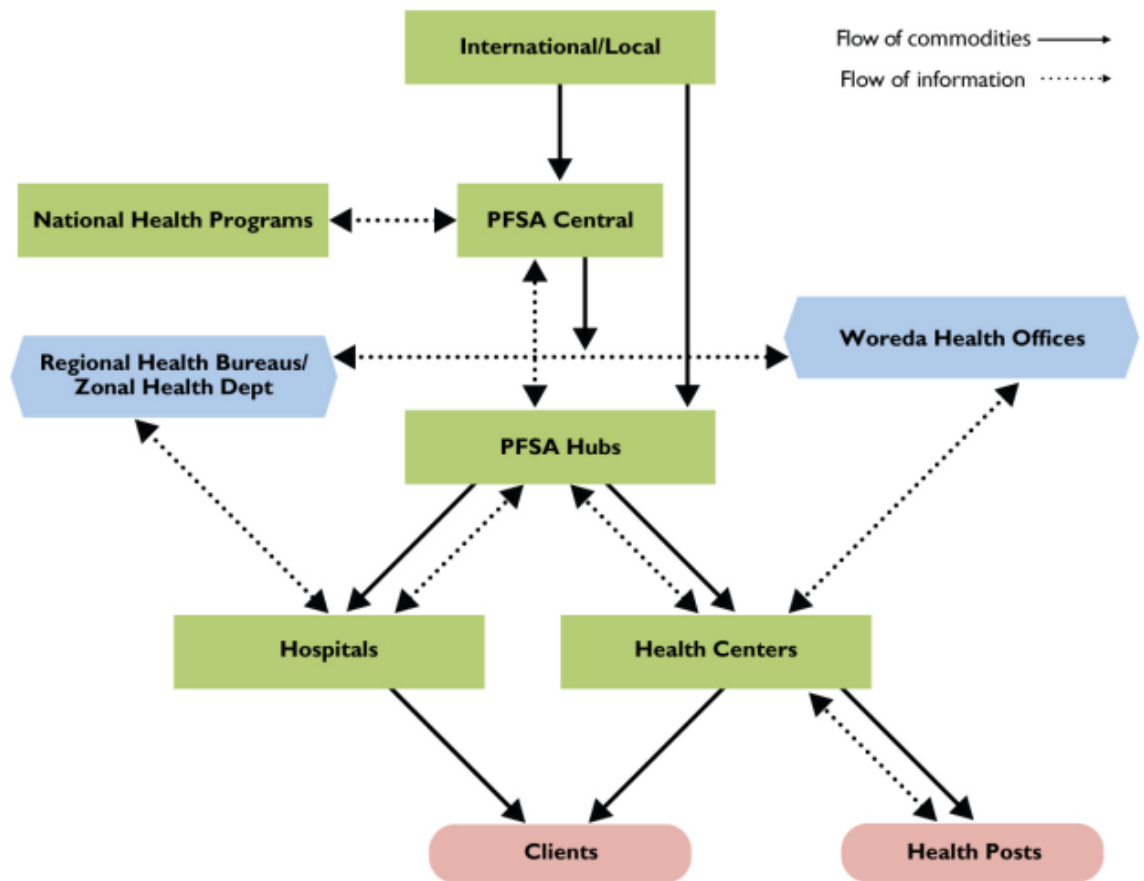 International/Local
Flow of commodities
Flow of information
National Health Programs
PFSA Central
Regional Health Bureaus/
Zonal Health Dept
Woreda Health Offices
PFSA Hubs
Hospitals
Health Centers
Clients
Health Posts